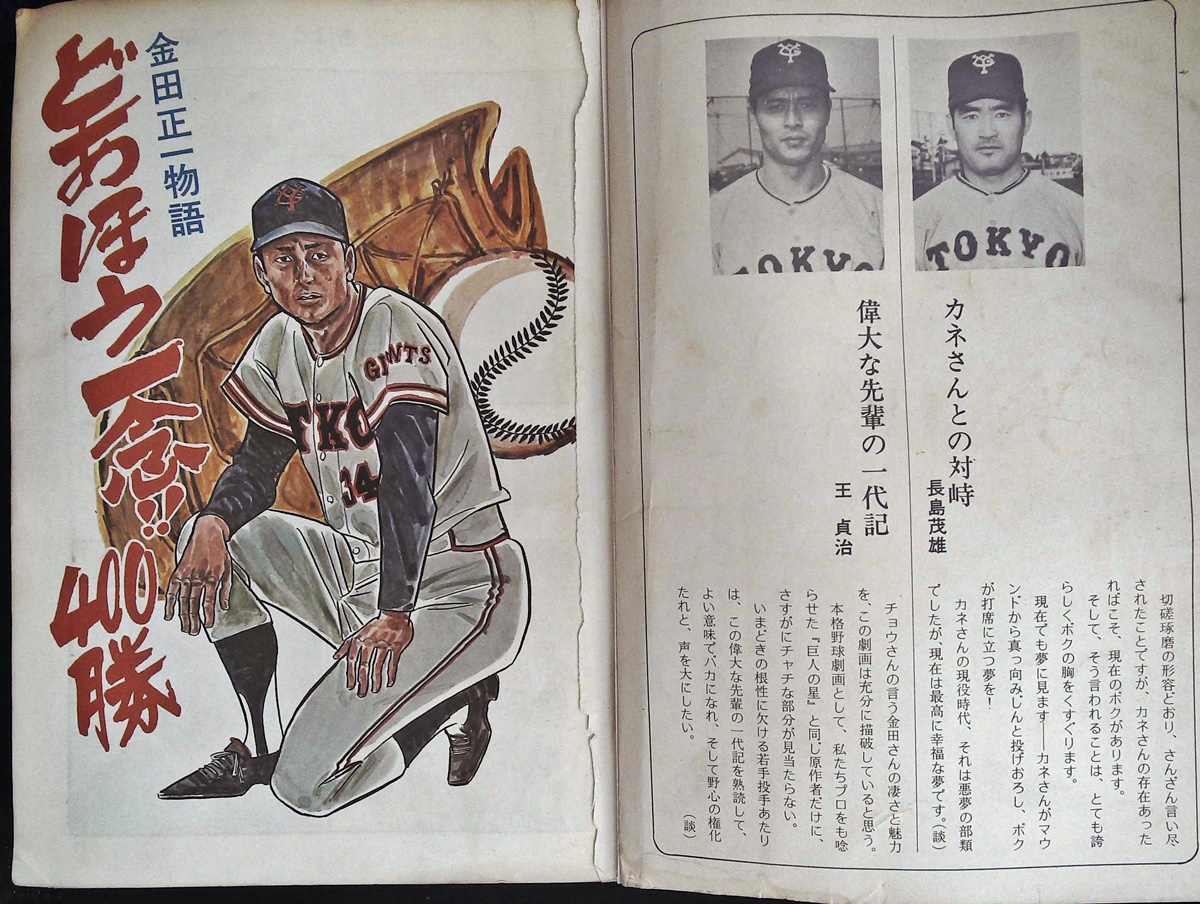 金田正一物語
どおほう一念!!
400勝
YG
GIANTS
TKO
34
YG
TOKYO
YG
TOKYO
カネさんとの対峙
長島茂雄
切磋琢磨の形容どおり、さんざん言い尽
されたことですが、カネさんの存在あった
ればこそ、現在のボクがあります。
そして、そう言われることは、とても誇
らしくボクの胸をくすぐります。
現在でも夢に見ます――カネさんがマウ
ンドから真っ向みじんと投げおろし、ボク
が打席に立つ夢を！
カネさんの現役時代、それは悪夢の部類
でしたが、現在は最高に幸福な夢です。（談）
偉大な先輩の一代記
王貞治
チョウさんの言う金田さんの凄さと魅力
を、この劇画は充分に描破していると思う。
本格野球劇画として、私たちプロをも唸
らせた『巨人の星』と同じ原作者だけに、
さすがにチャチな部分が見当たらない。
いまどきの根性に欠ける若手投手あたり
は、この偉大な先輩の一代記を熟読して、
よい意味でバカになれ、そして野心の権化
たれと、声を大にしたい。
（談）